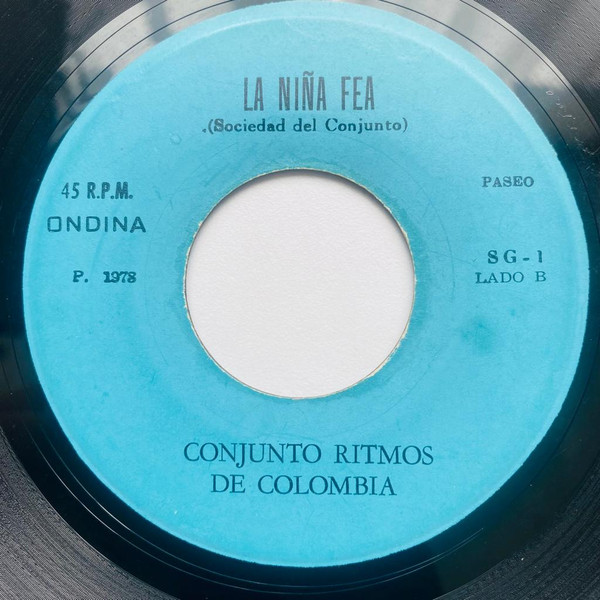 LA NIÑA FEA
.(Sociedad del Conjunto)
45 R.P.M.
PASEO
ONDINA
SG-1
P. 1978
LADO B
CONJUNTO RITMOS
DE COLOMBIA